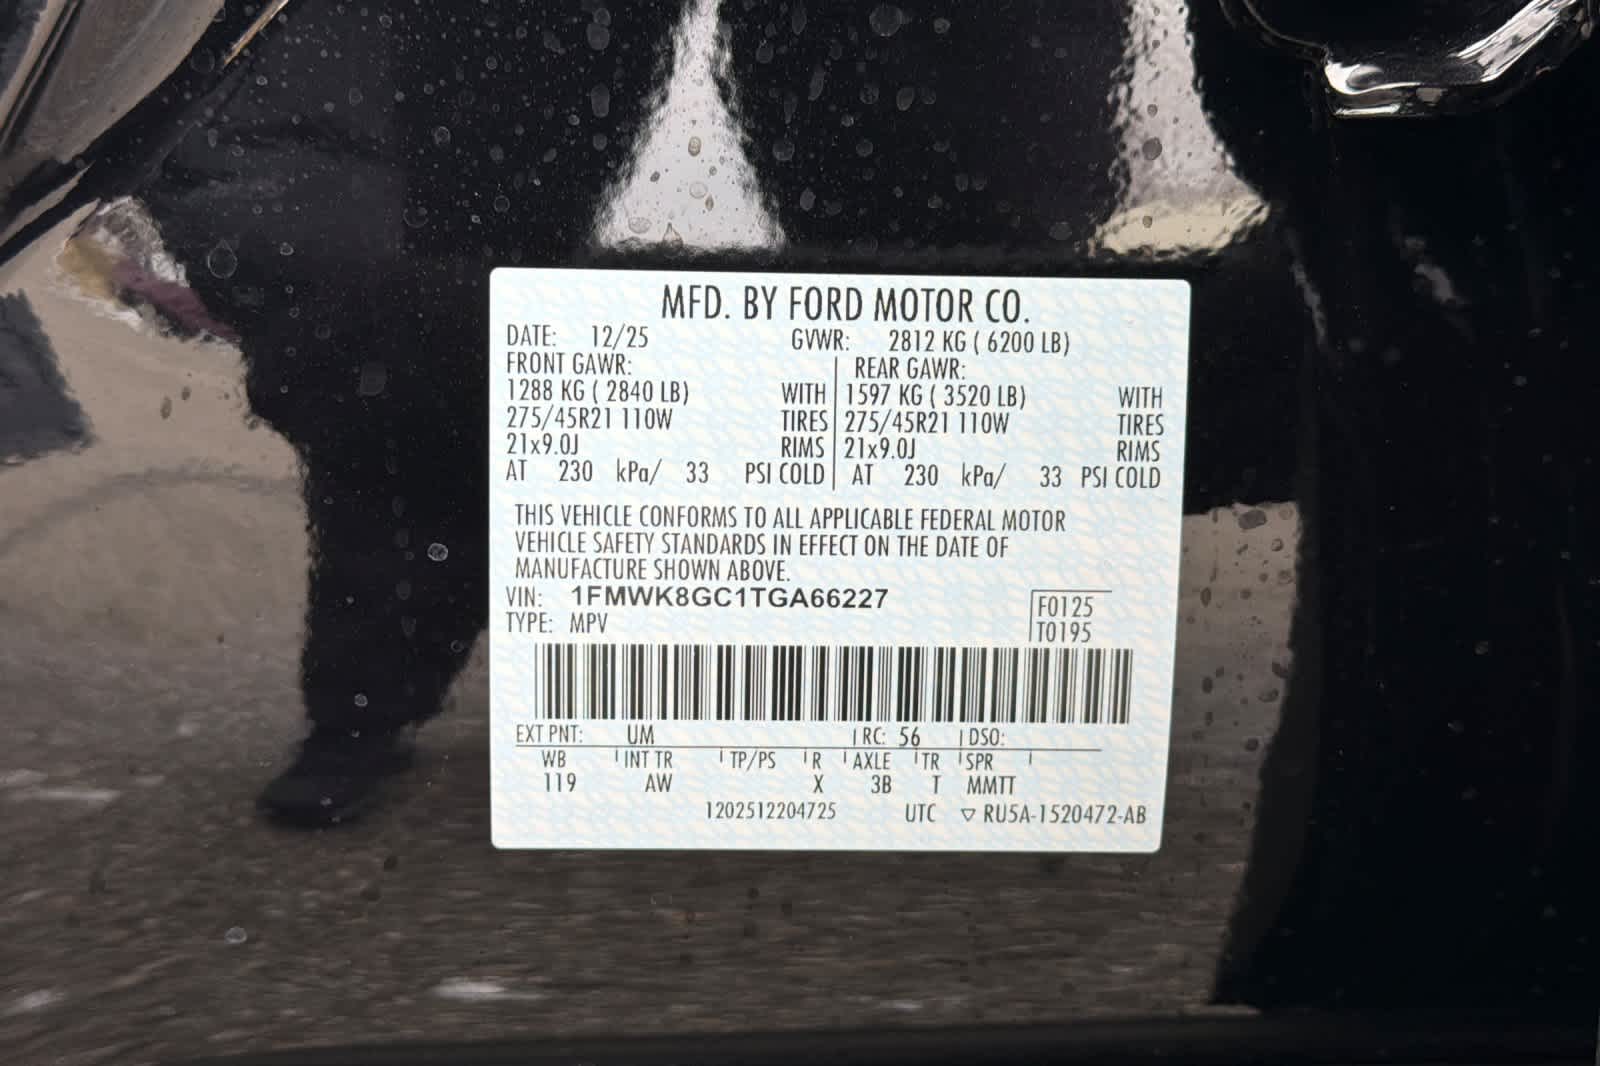 MFD. BY FORD MOTOR CO.
DATE: 12/25 GVWR: 2812 KG ( 6200 LB)
FRONT GAWR: REAR GAWR:
1288 KG ( 2840 LB) WITH 1597 KG ( 3520 LB) WITH
275/45R21 110W TIRES 275/45R21 110W TIRES
21x9.0J RIMS 21x9.0J RIMS
AT 230 kPa/ 33 PSI COLD AT 230 kPa/ 33 PSI COLD
THIS VEHICLE CONFORMS TO ALL APPLICABLE FEDERAL MOTOR
VEHICLE SAFETY STANDARDS IN EFFECT ON THE DATE OF
MANUFACTURE SHOWN ABOVE.
VIN: 1FMWK8GC1TGA66227 F0125
TYPE: MPV T0195
EXT PNT: UM RC: 56 DSO:
WB INT TR TP/PS R AXLE TR SPR
119 AW X 3B T MMTT
1202512204725 UTC ▽ RU5A-1520472-AB